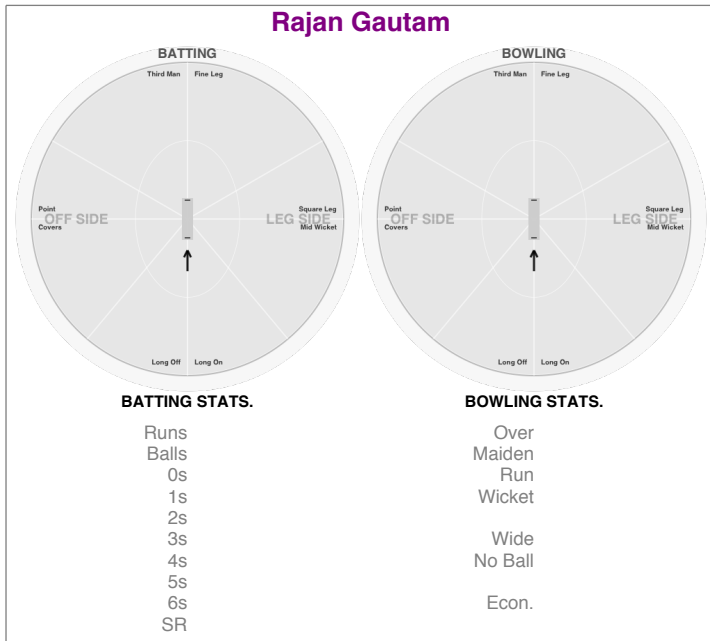 Rajan Gautam
BATTING
Third Man Fine Leg
Point
OFF SIDE
Covers
Square Leg
LEG SIDE
Mid Wicket
Long Off Long On
BOWLING
Third Man Fine Leg
Point
OFF SIDE
Covers
Square Leg
LEG SIDE
Mid Wicket
Long Off Long On
BATTING STATS.
Runs
Balls
0s
1s
2s
3s
4s
5s
6s
SR
BOWLING STATS.
Over
Maiden
Run
Wicket
Wide
No Ball
Econ.